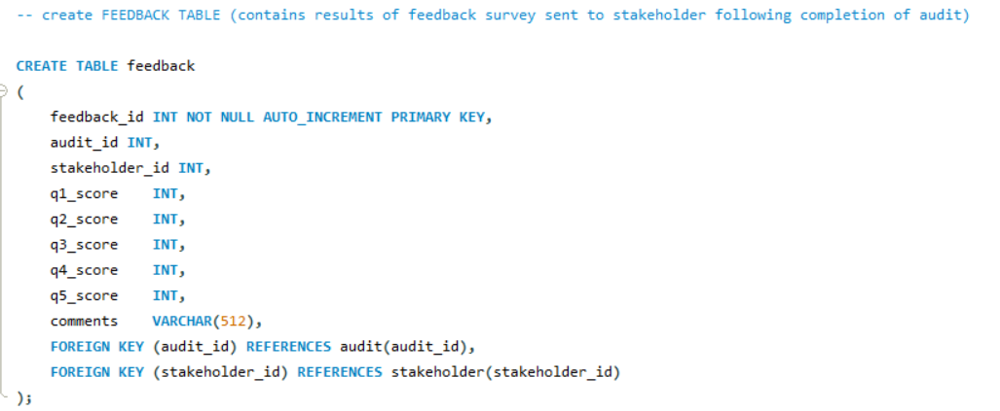 -- create FEEDBACK TABLE (contains results of feedback survey sent to stakeholder following completion of audit)
CREATE TABLE feedback
(
feedback_id INT NOT NULL AUTO_INCREMENT PRIMARY KEY,
audit_id INT,
stakeholder_id INT,
q1_score INT,
q2_score INT,
q3_score INT,
q4_score INT,
q5_score INT,
comments VARCHAR(512),
FOREIGN KEY (audit_id) REFERENCES audit(audit_id),
FOREIGN KEY (stakeholder_id) REFERENCES stakeholder(stakeholder_id)
);